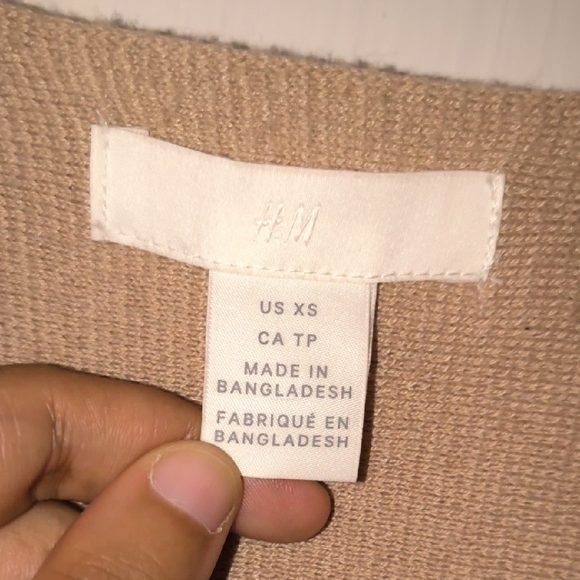 H&M
US XS
CA TP
MADE IN
BANGLADESH
FABRIQUÉ EN
BANGLADESH